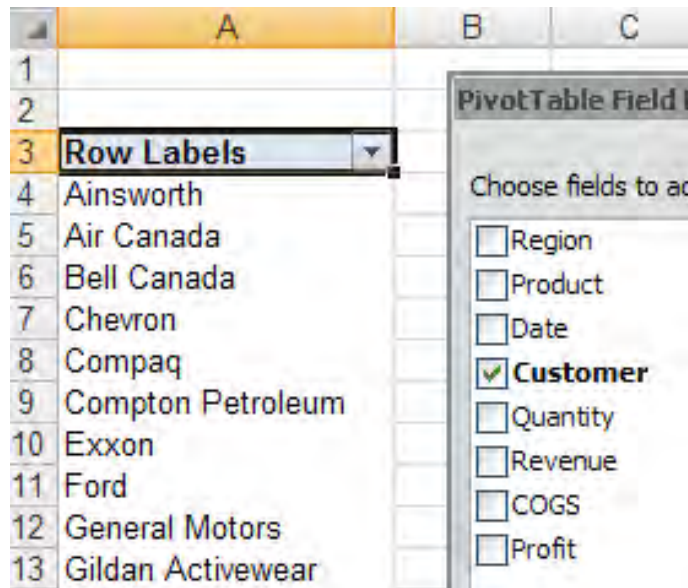 A B C
1
2
3 Row Labels
4 Ainsworth
5 Air Canada
6 Bell Canada
7 Chevron
8 Compaq
9 Compton Petroleum
10 Exxon
11 Ford
12 General Motors
13 Gildan Activewear
PivotTable Field
Choose fields to
Region
Product
Date
Customer
Quantity
Revenue
COGS
Profit